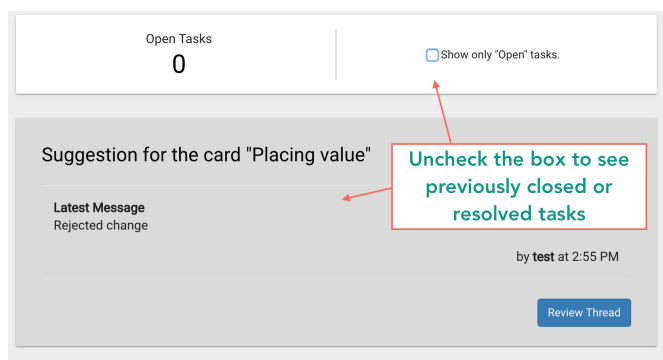 Open Tasks
0
Show only "Open" tasks.
Suggestion for the card "Placing value"
Uncheck the box to see
previously closed or
resolved tasks
Latest Message
Rejected change
by test at 2:55 PM
Review Thread